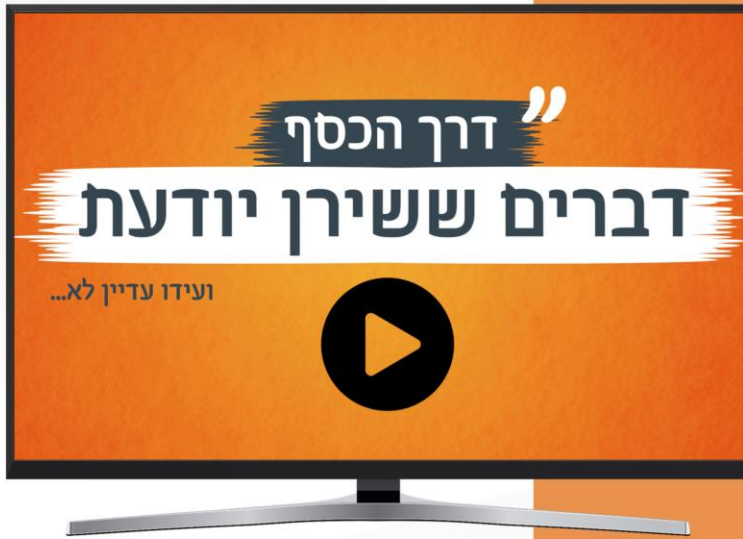 ” דרך הכסף
דברים ששירן יודעת
ועידו עדיין לא...